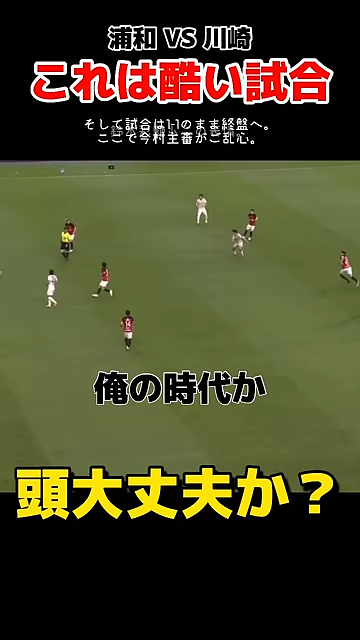 浦和 VS 川崎
これは酷い試合
そして試合は1-1のまま終盤へ。
ここで今村主審がご乱心。
俺の時代か
頭大丈夫か？